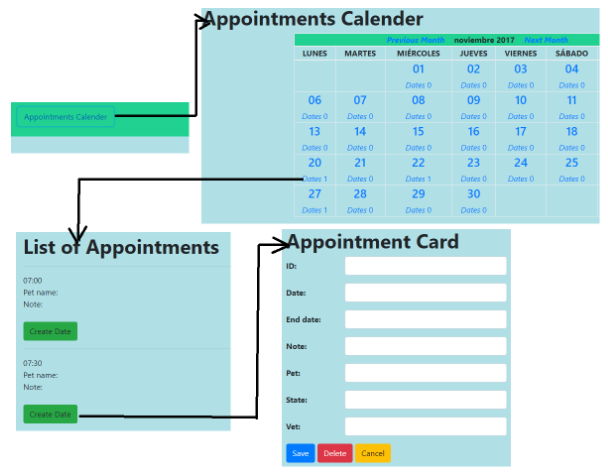 Appointments Calender
Previous Month noviembre 2017 Next Month
LUNES MARTES MIÉRCOLES JUEVES VIERNES SÁBADO
01 02 03 04
Dates 0 Dates 0 Dates 0 Dates 0
06 07 08 09 10 11
Dates 0 Dates 0 Dates 0 Dates 0 Dates 0 Dates 0
13 14 15 16 17 18
Dates 0 Dates 0 Dates 0 Dates 0 Dates 0 Dates 0
20 21 22 23 24 25
Dates 1 Dates 0 Dates 1 Dates 0 Dates 0 Dates 0
27 28 29 30
Dates 1 Dates 0 Dates 0 Dates 0
Appointments Calender
List of Appointments
07:00
Pet name:
Note:
Create Date
07:30
Pet name:
Note:
Create Date
Appointment Card
ID:
Date:
End date:
Note:
Pet:
State:
Vet:
Save Delete Cancel